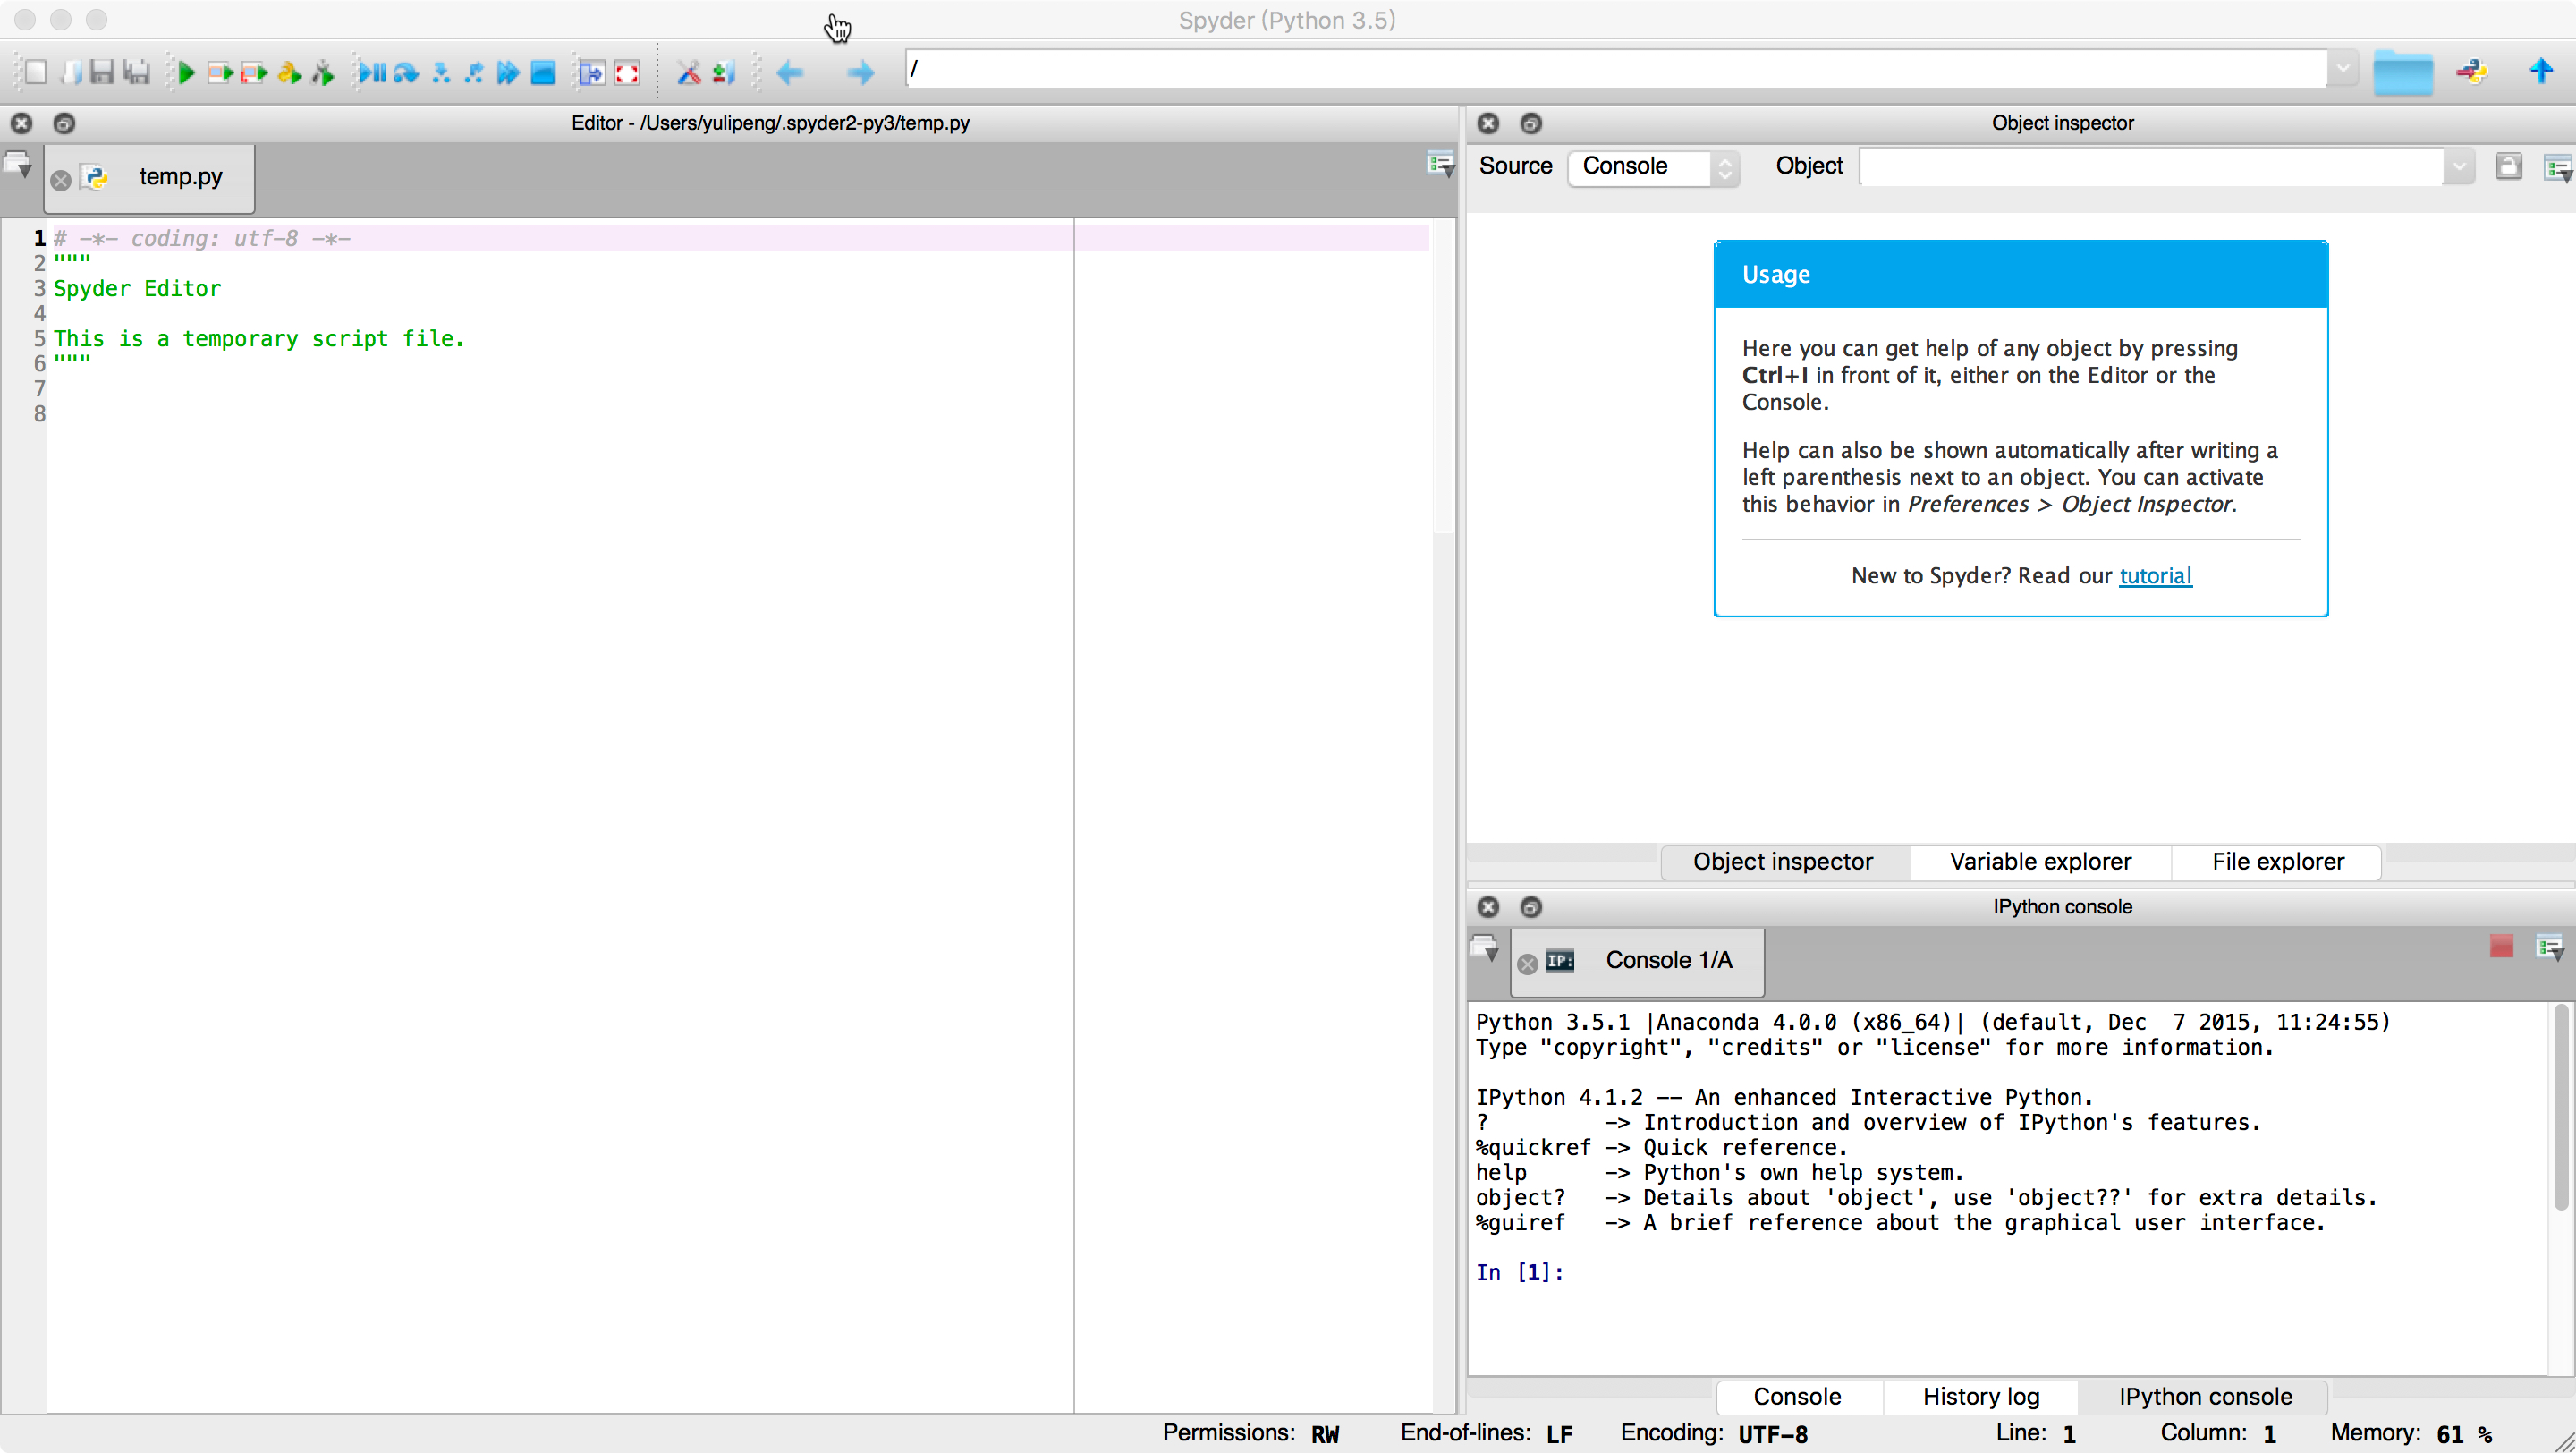 Spyder (Python 3.5)
/
Editor - /Users/yulipeng/.spyder2-py3/temp.py
temp.py
1 # -*- coding: utf-8 -*-
2 """
3 Spyder Editor
4
5 This is a temporary script file.
6 """
7
8
Object inspector
Source Console Object
Usage
Here you can get help of any object by pressing
Ctrl+I in front of it, either on the Editor or the
Console.
Help can also be shown automatically after writing a
left parenthesis next to an object. You can activate
this behavior in Preferences > Object Inspector.
New to Spyder? Read our tutorial
Object inspector Variable explorer File explorer
IPython console
IP: Console 1/A
Python 3.5.1 |Anaconda 4.0.0 (x86_64)| (default, Dec  7 2015, 11:24:55)
Type "copyright", "credits" or "license" for more information.
IPython 4.1.2 -- An enhanced Interactive Python.
?         -> Introduction and overview of IPython's features.
%quickref -> Quick reference.
help      -> Python's own help system.
object?   -> Details about 'object', use 'object??' for extra details.
%guiref   -> A brief reference about the graphical user interface.
In [1]:
Console History log IPython console
Permissions: RW End-of-lines: LF Encoding: UTF-8 Line: 1 Column: 1 Memory: 61 %